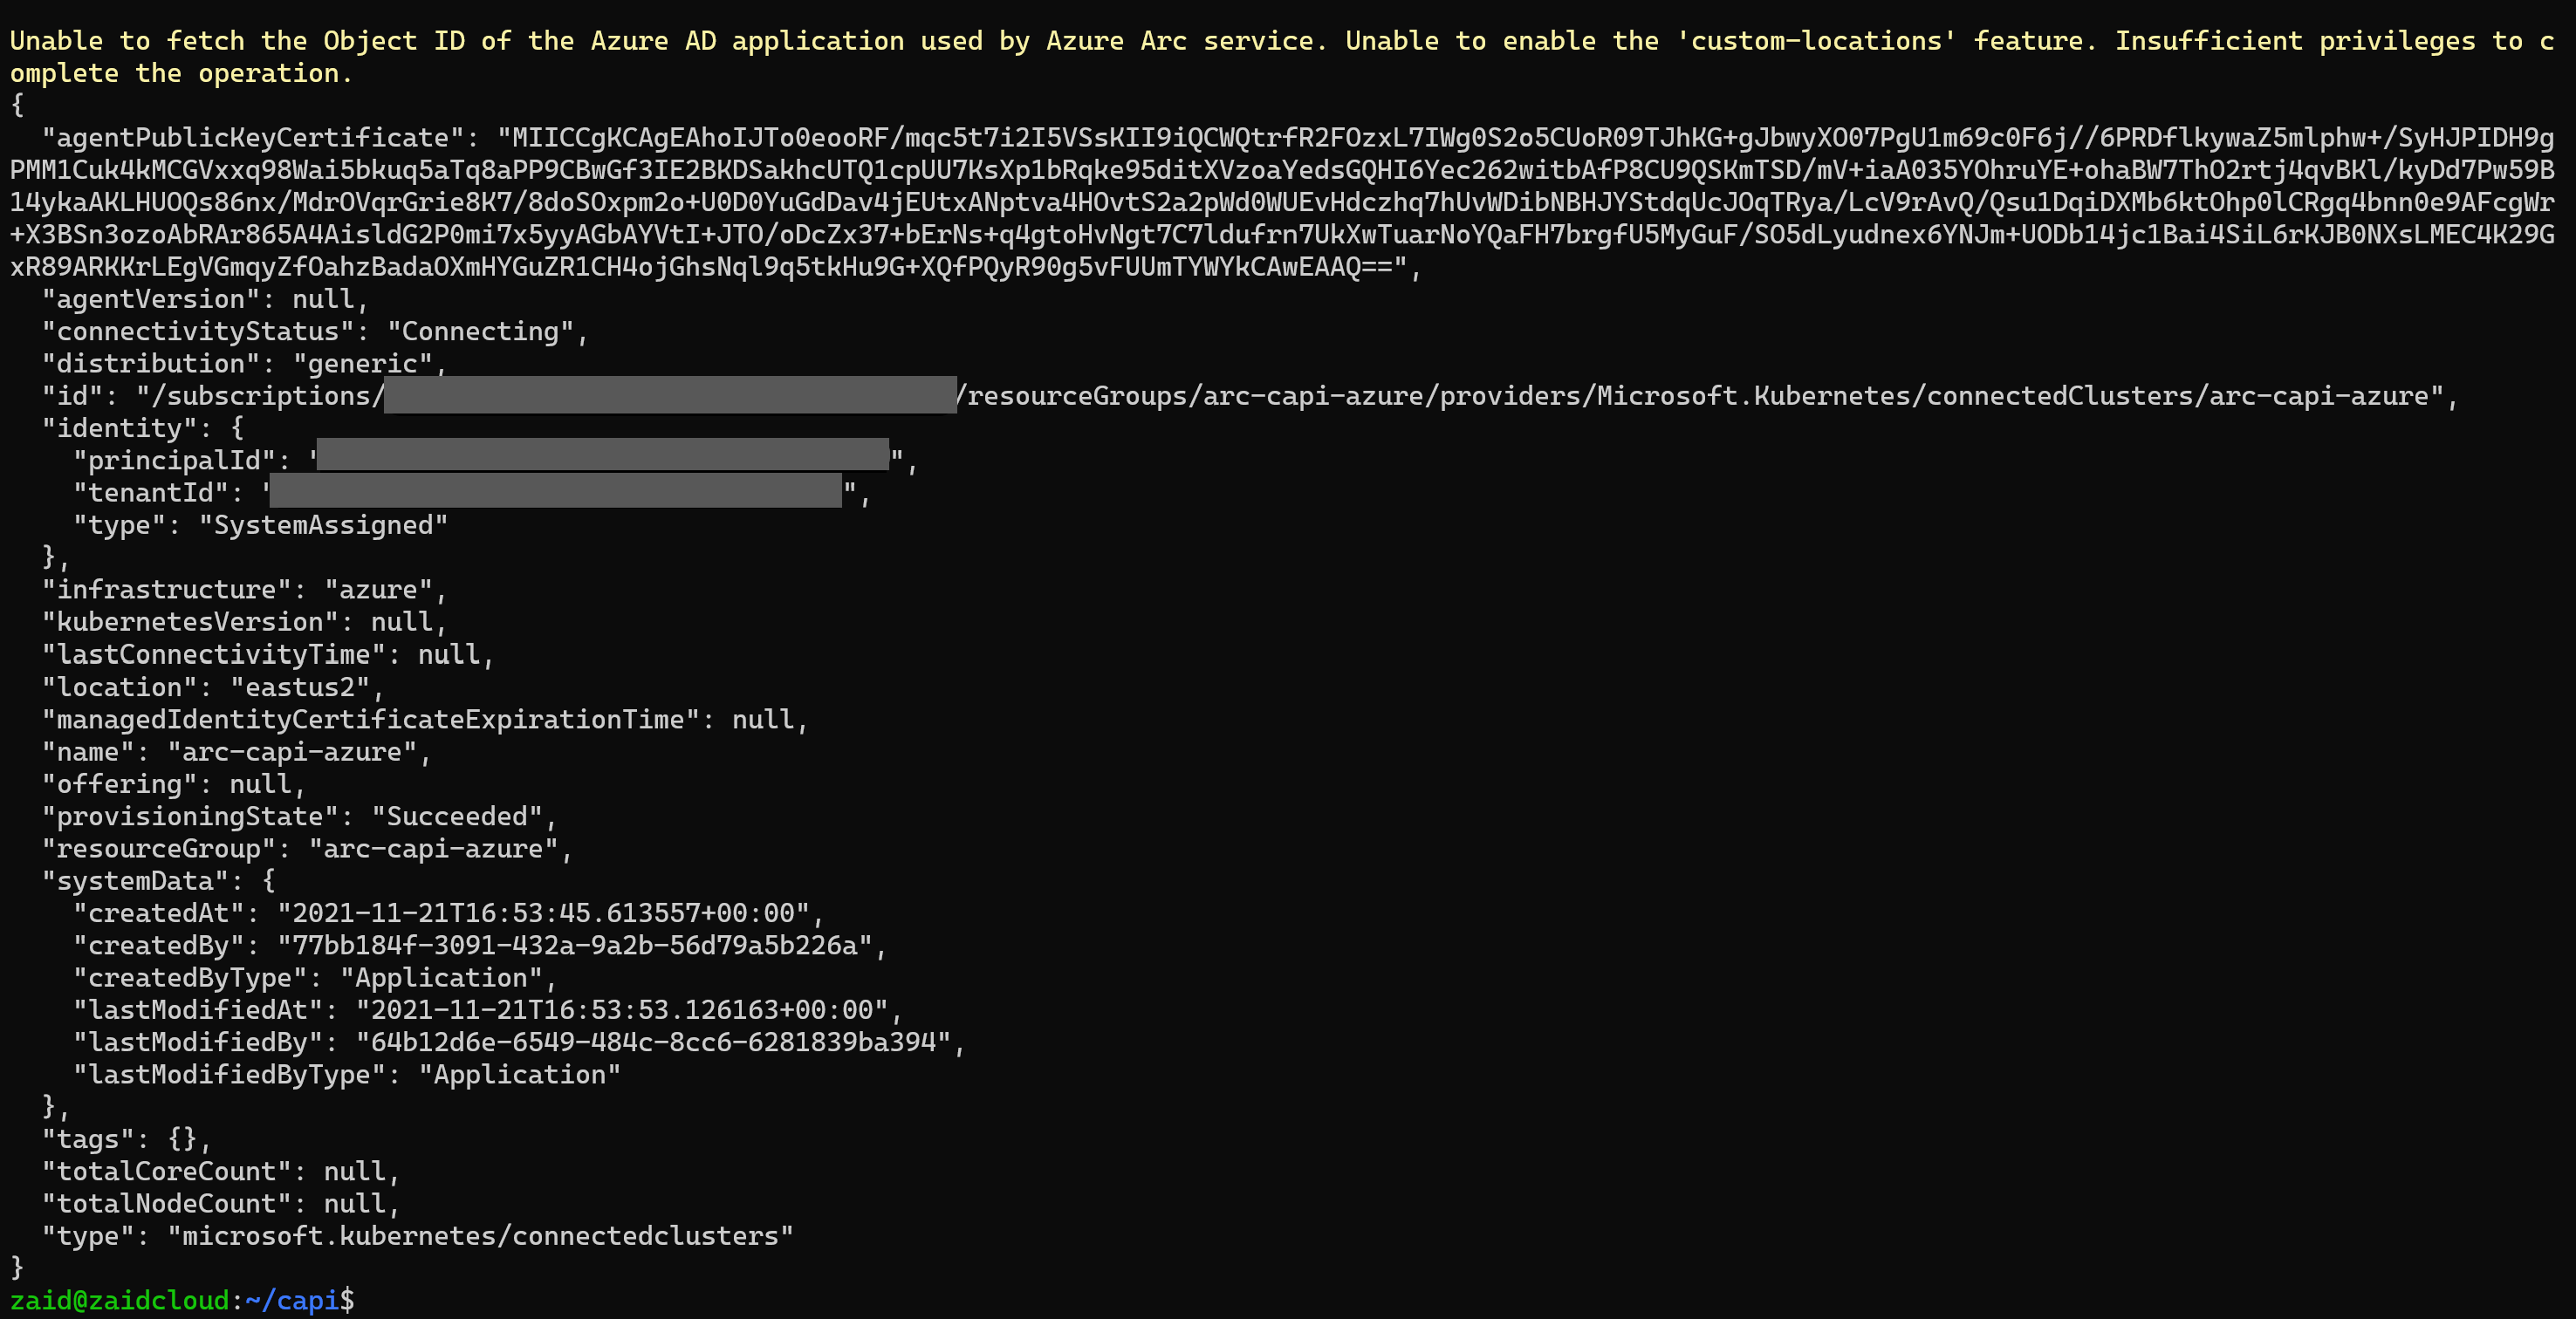 Unable to fetch the Object ID of the Azure AD application used by Azure Arc service. Unable to enable the 'custom-locations' feature. Insufficient privileges to c
omplete the operation.
{
  "agentPublicKeyCertificate": "MIICCgKCAgEAhoIJTo0eooRF/mqc5t7i2I5VSsKII9iQCWQtrfR2FOzxL7IWg0S2o5CUoR09TJhKG+gJbwyXO07PgU1m69c0F6j//6PRDflkywaZ5mlphw+/SyHJPIDH9g
PMM1Cuk4kMCGVxxq98Wai5bkuq5aTq8aPP9CBwGf3IE2BKDSakhcUTQ1cpUU7KsXp1bRqke95ditXVzoaYedsGQHI6Yec262witbAfP8CU9QSKmTSD/mV+iaA035YOhruYE+ohaBW7ThO2rtj4qvBKl/kyDd7Pw59B
14ykaAKLHUOQs86nx/MdrOVqrGrie8K7/8doSOxpm2o+U0D0YuGdDav4jEUtxANptva4HOvtS2a2pWd0WUEvHdczhq7hUvWDibNBHJYStdqUcJOqTRya/LcV9rAvQ/Qsu1DqiDXMb6ktOhp0lCRgq4bnn0e9AFcgWr
+X3BSn3ozoAbRAr865A4AisldG2P0mi7x5yyAGbAYVtI+JTO/oDcZx37+bErNs+q4gtoHvNgt7C7ldufrn7UkXwTuarNoYQaFH7brgfU5MyGuF/SO5dLyudnex6YNJm+UODb14jc1Bai4SiL6rKJB0NXsLMEC4K29G
xR89ARKKrLEgVGmqyZfOahzBadaOXmHYGuZR1CH4ojGhsNql9q5tkHu9G+XQfPQyR90g5vFUUmTYWYkCAwEAAQ==",
  "agentVersion": null,
  "connectivityStatus": "Connecting",
  "distribution": "generic",
  "id": "/subscriptions/ /resourceGroups/arc-capi-azure/providers/Microsoft.Kubernetes/connectedClusters/arc-capi-azure",
  "identity": {
    "principalId": " ",
    "tenantId": " ",
    "type": "SystemAssigned"
  },
  "infrastructure": "azure",
  "kubernetesVersion": null,
  "lastConnectivityTime": null,
  "location": "eastus2",
  "managedIdentityCertificateExpirationTime": null,
  "name": "arc-capi-azure",
  "offering": null,
  "provisioningState": "Succeeded",
  "resourceGroup": "arc-capi-azure",
  "systemData": {
    "createdAt": "2021-11-21T16:53:45.613557+00:00",
    "createdBy": "77bb184f-3091-432a-9a2b-56d79a5b226a",
    "createdByType": "Application",
    "lastModifiedAt": "2021-11-21T16:53:53.126163+00:00",
    "lastModifiedBy": "64b12d6e-6549-484c-8cc6-6281839ba394",
    "lastModifiedByType": "Application"
  },
  "tags": {},
  "totalCoreCount": null,
  "totalNodeCount": null,
  "type": "microsoft.kubernetes/connectedclusters"
}
zaid@zaidcloud:~/capi$